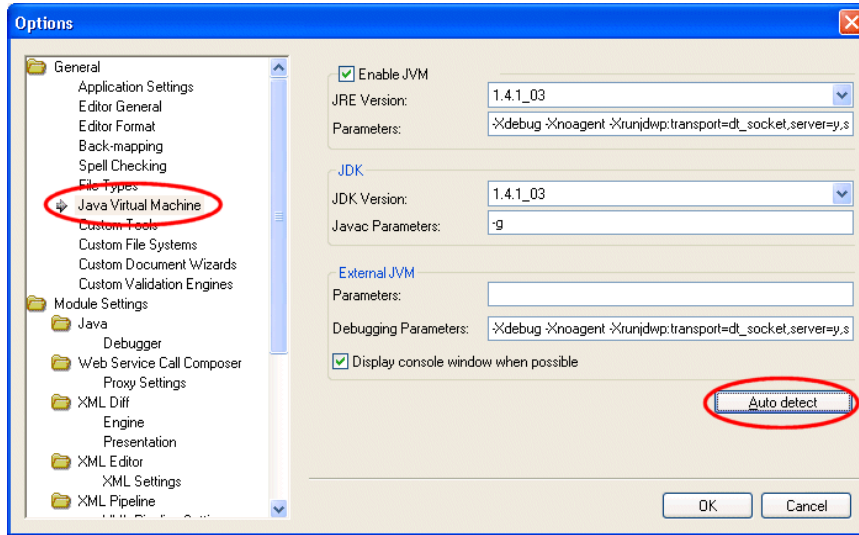 Options
General
Application Settings
Editor General
Editor Format
Back-mapping
Spell Checking
File Types
Java Virtual Machine
Custom Tools
Custom File Systems
Custom Document Wizards
Custom Validation Engines
Module Settings
Java
Debugger
Web Service Call Composer
Proxy Settings
XML Diff
Engine
Presentation
XML Editor
XML Settings
XML Pipeline
Enable JVM
JRE Version: 1.4.1_03
Parameters: -Xdebug -Xnoagent -Xrunjdwp:transport=dt_socket,server=y,s
JDK
JDK Version: 1.4.1_03
Javac Parameters: -g
External JVM
Parameters:
Debugging Parameters: -Xdebug -Xnoagent -Xrunjdwp:transport=dt_socket,server=y,s
Display console window when possible
Auto detect
OK Cancel